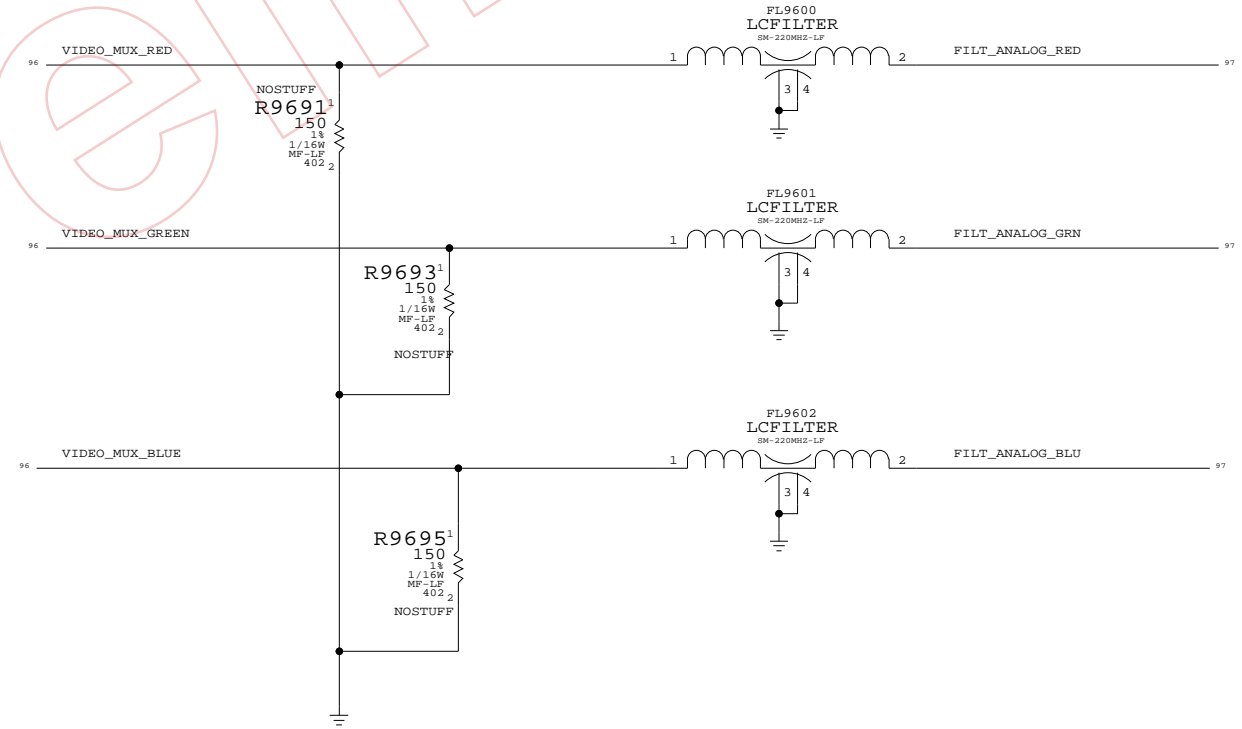 FL9600
LCFILTER
SM-220MHZ-LF
VIDEO_MUX_RED
96
1
2
FILT_ANALOG_RED
97
3 4
NOSTUFF
R9691 1
150
1%
1/16W
MF-LF
402 2
FL9601
LCFILTER
SM-220MHZ-LF
VIDEO_MUX_GREEN
96
1
2
FILT_ANALOG_GRN
97
3 4
R9693 1
150
1%
1/16W
MF-LF
402 2
NOSTUFF
FL9602
LCFILTER
SM-220MHZ-LF
VIDEO_MUX_BLUE
96
1
2
FILT_ANALOG_BLU
97
3 4
R9695 1
150
1%
1/16W
MF-LF
402 2
NOSTUFF